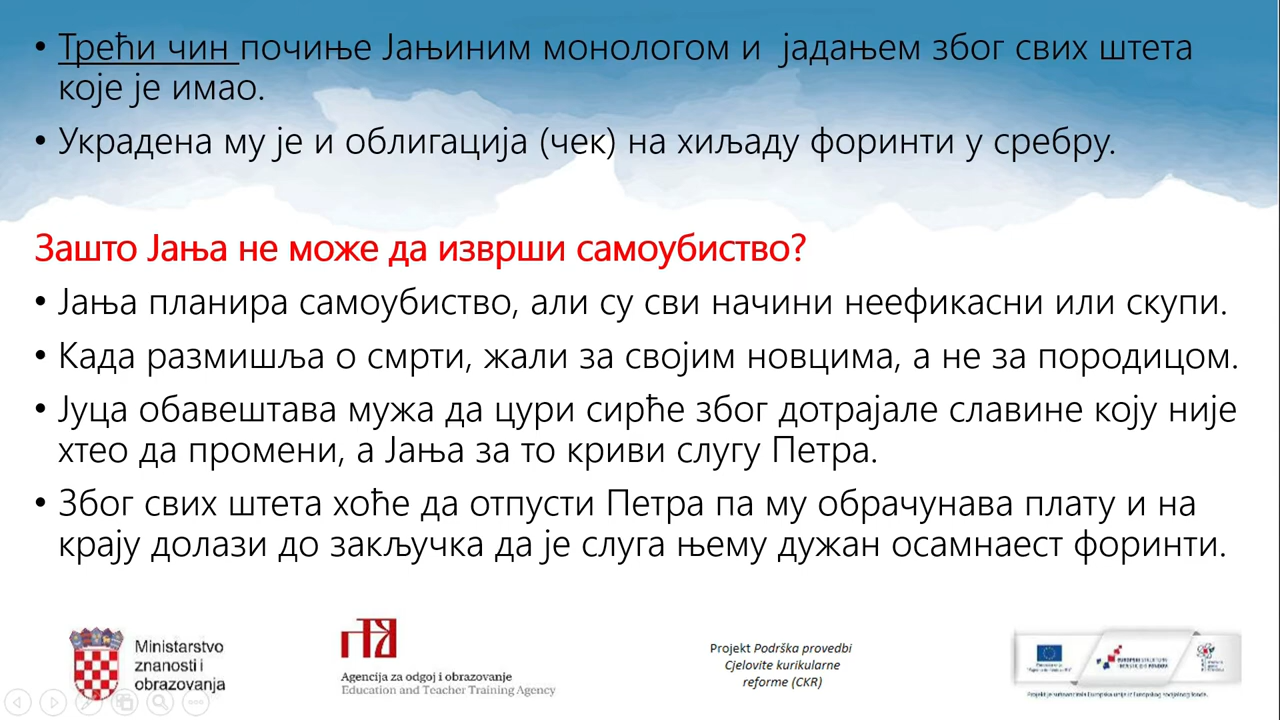 • Трећи чин почиње Јањиним монологом и јадањем због свих штета
које је имао.
• Украдена му је и облигација (чек) на хиљаду форинти у сребру.
Зашто Јања не може да изврши самоубиство?
• Јања планира самоубиство, али су сви начини неефикасни или скупи.
• Када размишља о смрти, жали за својим новцима, а не за породицом.
• Јуца обавештава мужа да цури сирће због дотрајале славине коју није
хтео да промени, а Јања за то криви слугу Петра.
• Због свих штета хоће да отпусти Петра па му обрачунава плату и на
крају долази до закључка да је слуга њему дужан осамнаест форинти.
Ministarstvo
znanosti i
obrazovanja
Agencija za odgoj i obrazovanje
Education and Teacher Training Agency
Projekt Podrška provedbi
Cjelovite kurikularne
reforme (CKR)